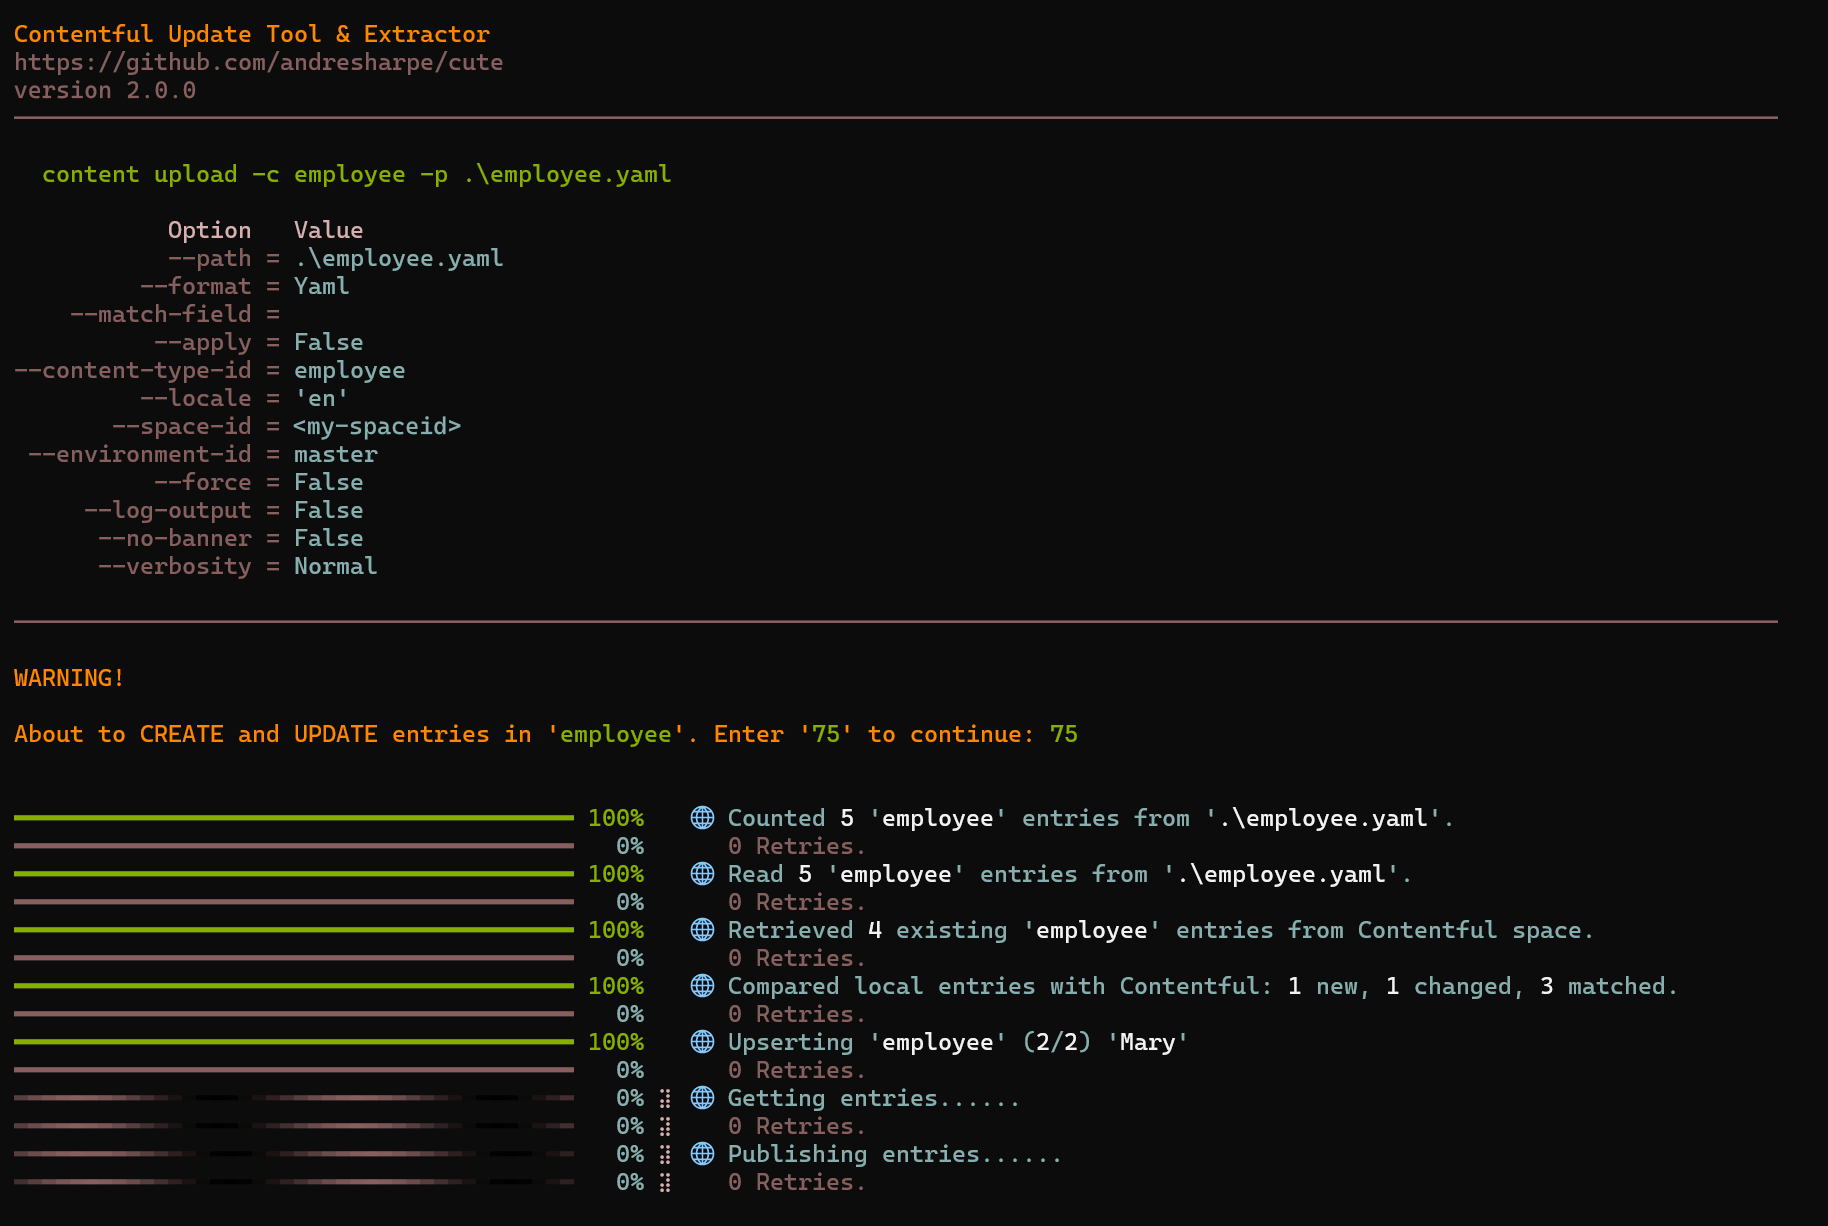 Contentful Update Tool & Extractor
https://github.com/andresharpe/cute
version 2.0.0
content upload -c employee -p .\employee.yaml
Option   Value
--path = .\employee.yaml
--format = Yaml
--match-field =
--apply = False
--content-type-id = employee
--locale = 'en'
--space-id = <my-spaceid>
--environment-id = master
--force = False
--log-output = False
--no-banner = False
--verbosity = Normal
WARNING!
About to CREATE and UPDATE entries in 'employee'. Enter '75' to continue: 75
100% Counted 5 'employee' entries from '.\employee.yaml'.
0% 0 Retries.
100% Read 5 'employee' entries from '.\employee.yaml'.
0% 0 Retries.
100% Retrieved 4 existing 'employee' entries from Contentful space.
0% 0 Retries.
100% Compared local entries with Contentful: 1 new, 1 changed, 3 matched.
0% 0 Retries.
100% Upserting 'employee' (2/2) 'Mary'
0% 0 Retries.
0% Getting entries......
0% 0 Retries.
0% Publishing entries......
0% 0 Retries.